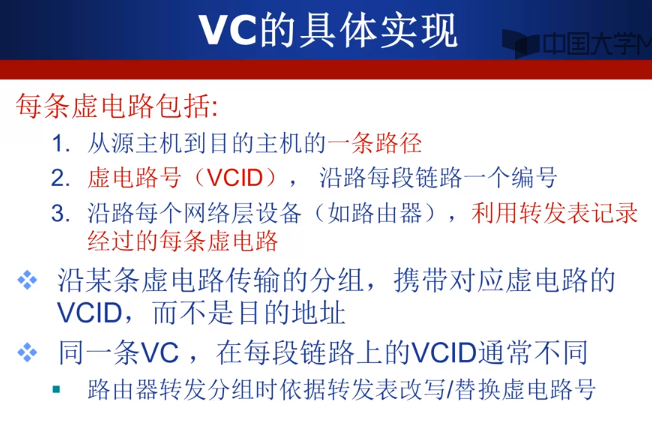 VC的具体实现
中国大学M
每条虚电路包括:
1. 从源主机到目的主机的一条路径
2. 虚电路号（VCID）， 沿路每段链路一个编号
3. 沿路每个网络层设备（如路由器），利用转发表记录
经过的每条虚电路
沿某条虚电路传输的分组，携带对应虚电路的
VCID，而不是目的地址
同一条VC ，在每段链路上的VCID通常不同
路由器转发分组时依据转发表改写/替换虚电路号